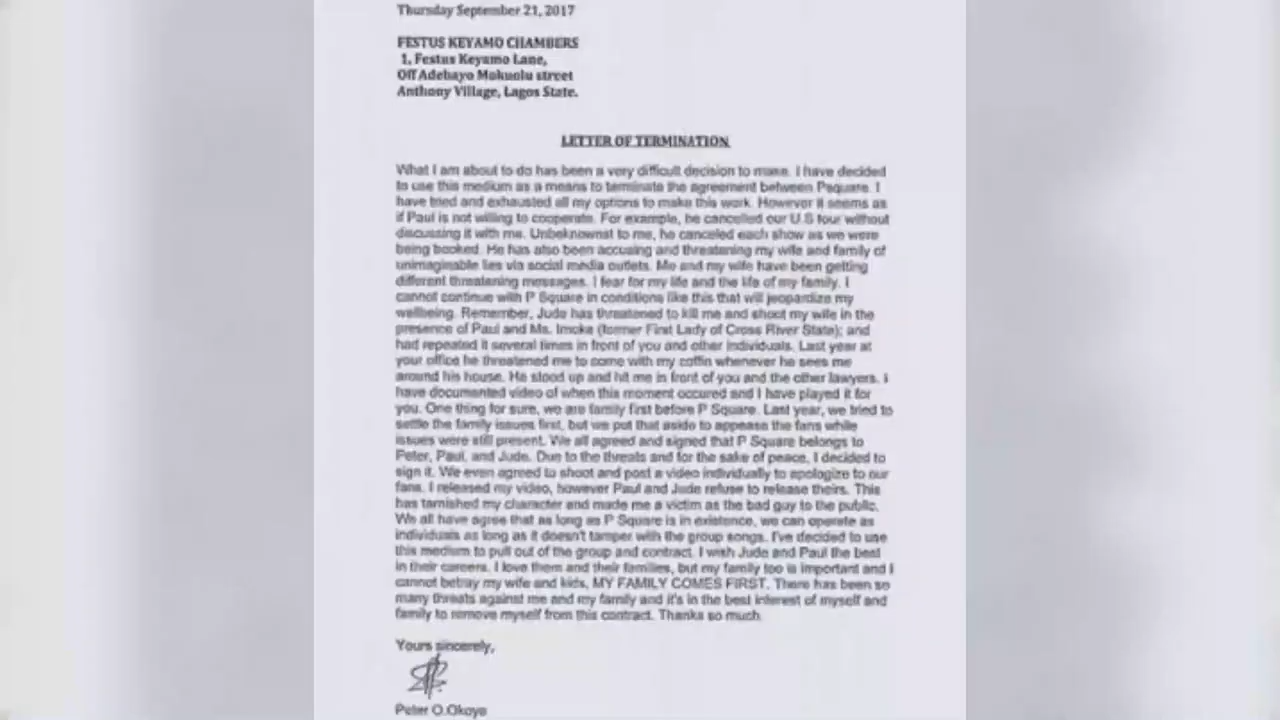 Thursday September 21, 2017
FESTUS KEYAMO CHAMBERS
1, Festus Keyamo Lane,
Off Adebayo Mokuolu street
Anthony Village, Lagos State.
LETTER OF TERMINATION
What I am about to do has been a very difficult decision to make. I have decided
to use this medium as a means to terminate the agreement between Psquare. I
have tried and exhausted all my options to make this work. However it seems as
if Paul is not willing to cooperate. For example, he cancelled our U.S tour without
discussing it with me. Unbeknownst to me, he canceled each show as we were
being booked. He has also been accusing and threatening my wife and family of
unimaginable lies via social media outlets. Me and my wife have been getting
different threatening messages. I fear for my life and the life of my family. I
cannot continue with P Square in conditions like this that will jeopardize my
wellbeing. Remember, Jude has threatened to kill me and shoot my wife in the
presence of Paul and Ms. Imoke (former First Lady of Cross River State); and
had repeated it several times in front of you and other individuals. Last year at
your office he threatened me to come with my coffin whenever he sees me
around his house. He stood up and hit me in front of you and the other lawyers. I
have documented video of when this moment occured and I have played it for
you. One thing for sure, we are family first before P Square. Last year, we tried to
settle the family issues first, but we put that aside to appease the fans while
issues were still present. We all agreed and signed that P Square belongs to
Peter, Paul, and Jude. Due to the threats and for the sake of peace, I decided to
sign it. We even agreed to shoot and post a video individually to apologize to our
fans. I released my video, however Paul and Jude refuse to release theirs. This
has tarnished my character and made me a victim as the bad guy to the public.
We all have agree that as long as P Square is in existence, we can operate as
individuals as long as it doesn't tamper with the group songs. I've decided to use
this medium to pull out of the group and contract. I wish Jude and Paul the best
in their careers. I love them and their families, but my family too is important and I
cannot betray my wife and kids, MY FAMILY COMES FIRST. There has been so
many threats against me and my family and it's in the best interest of myself and
family to remove myself from this contract. Thanks so much.
Yours sincerely,
Peter O.Okoye